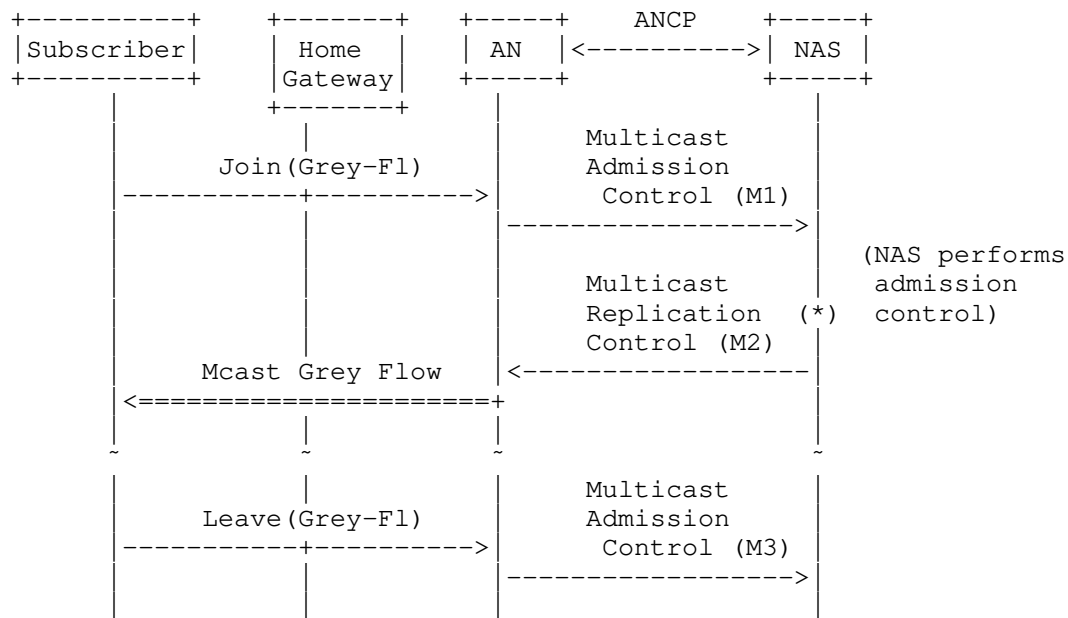 ANCP
Subscriber Home AN <----------> NAS
Gateway
Multicast
Join(Grey-Fl) Admission
Control (M1)
(NAS performs
Multicast admission
Replication (*) control)
Control (M2)
Mcast Grey Flow
~ ~ ~ ~
Multicast
Leave(Grey-Fl) Admission
Control (M3)